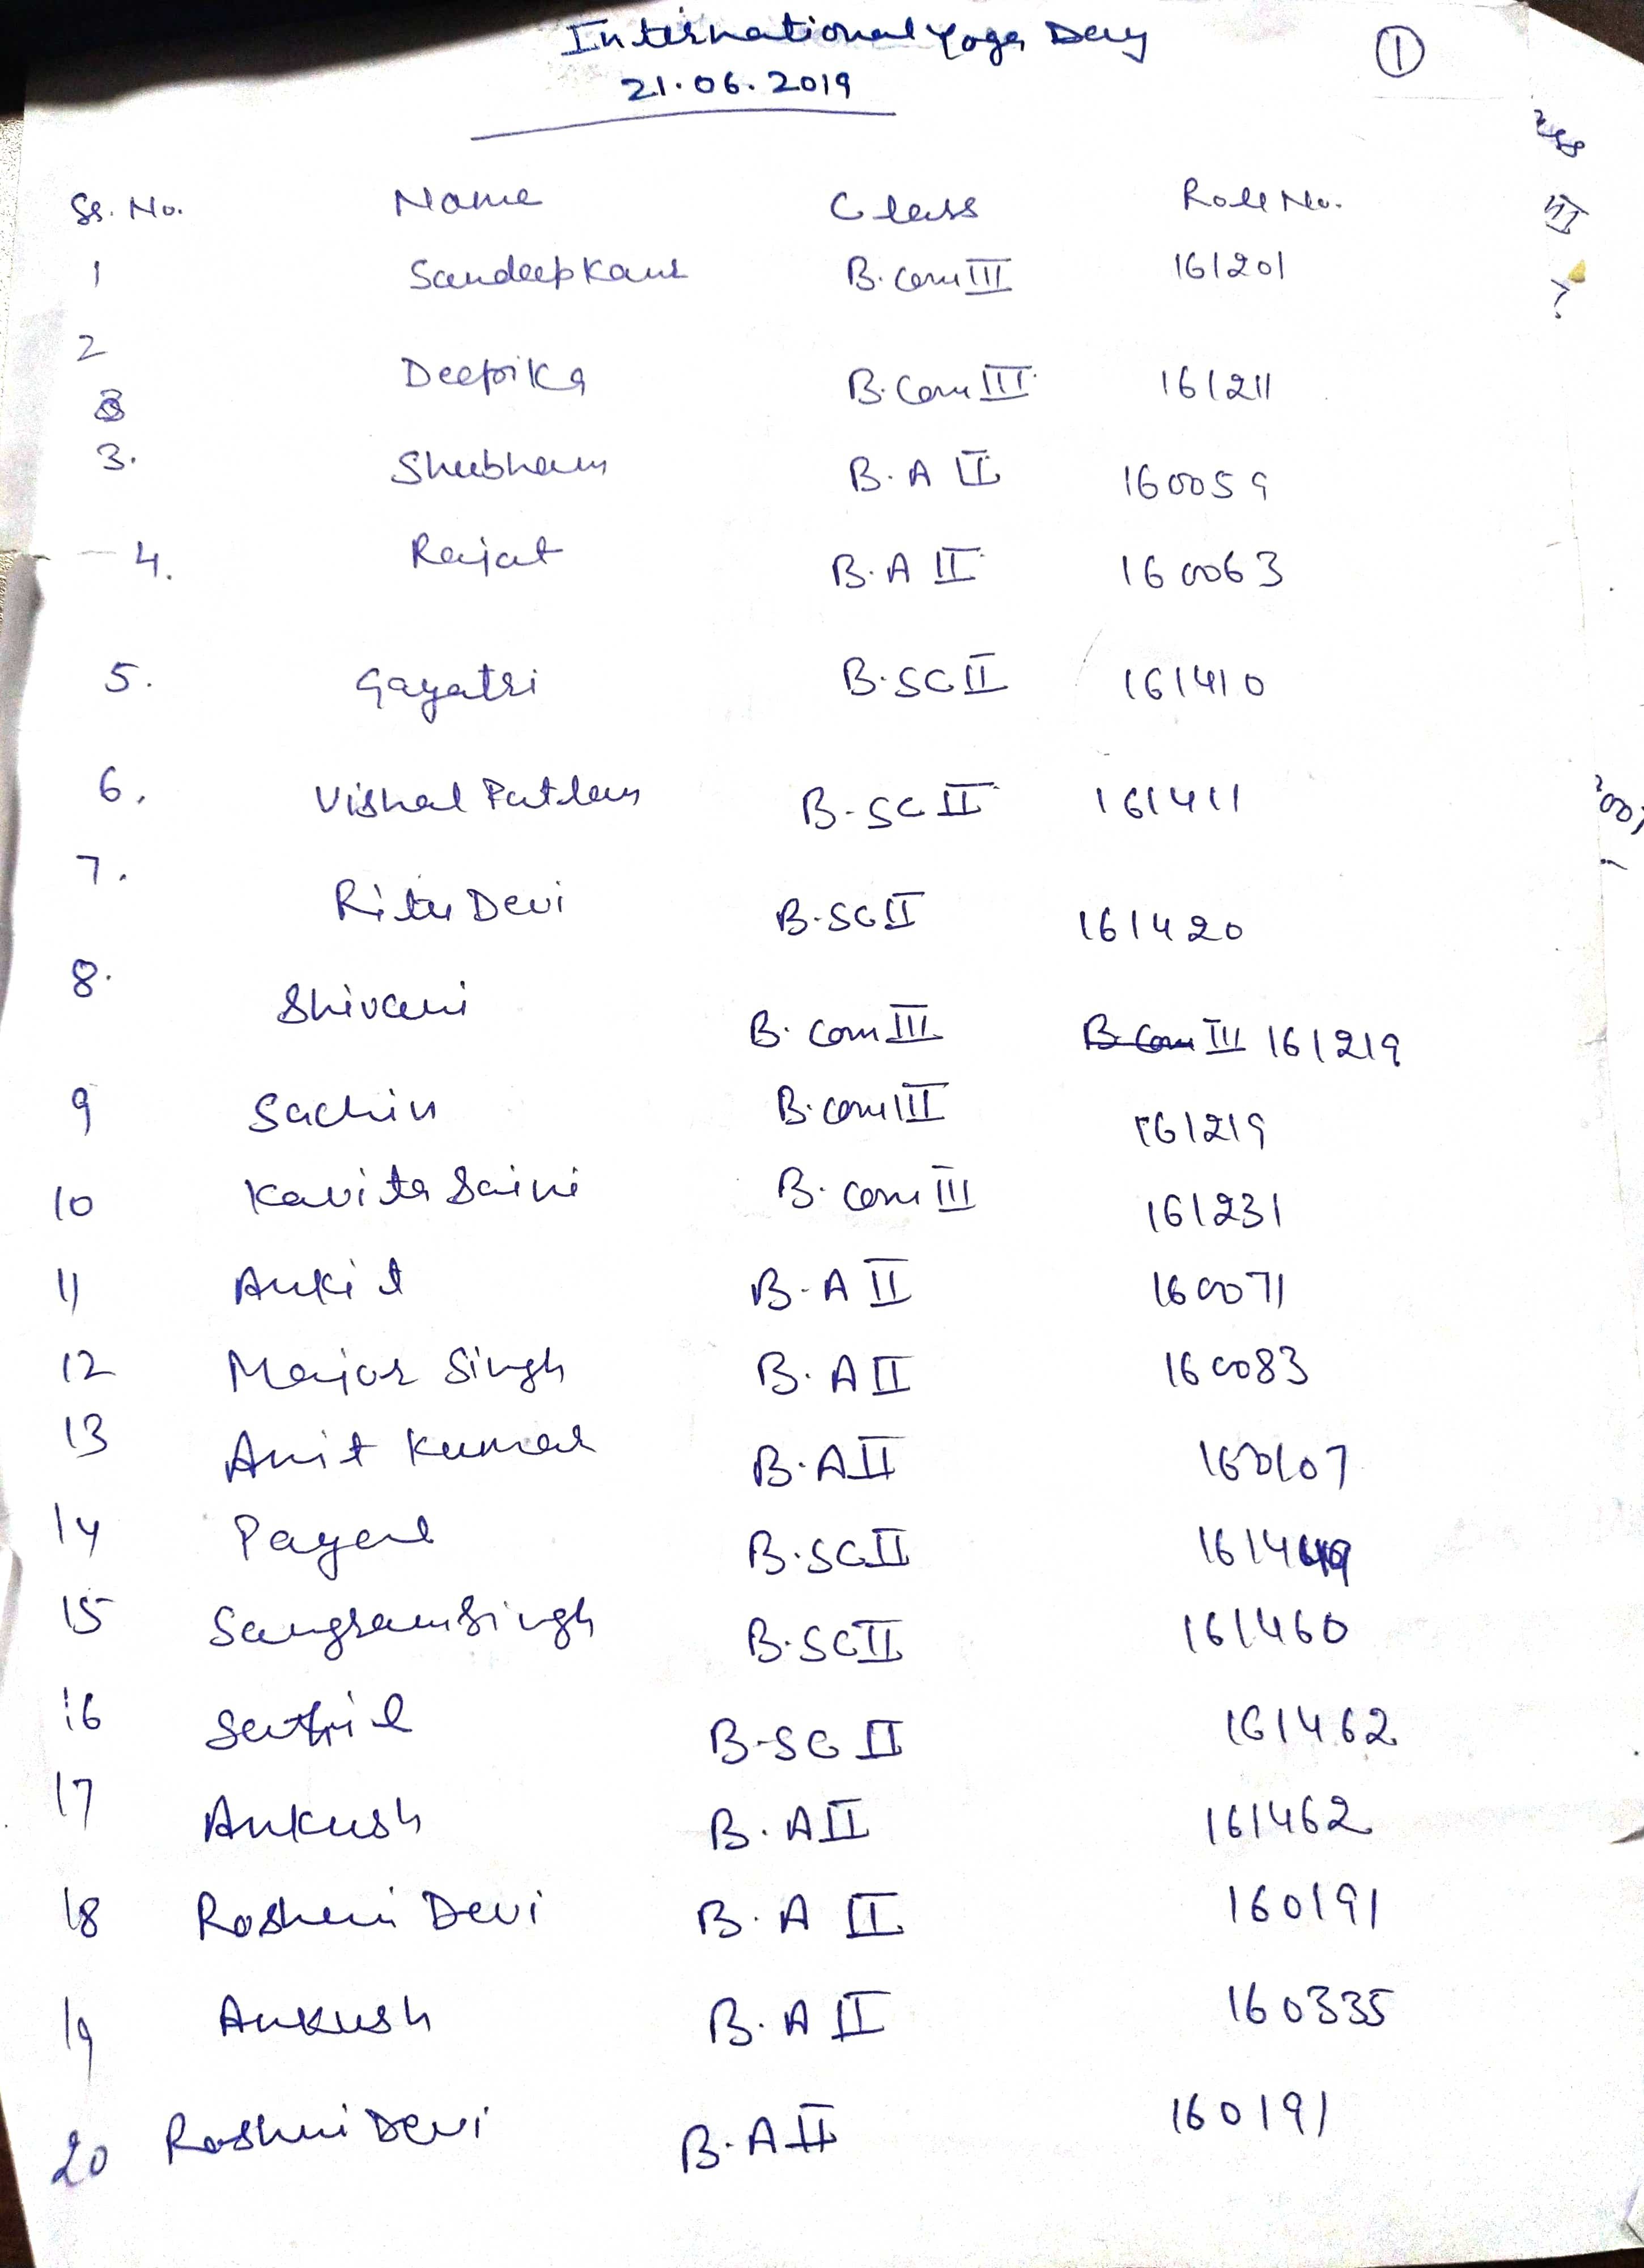 International Yoga Day
①
21.06.2019
Sr. No. Name Class Roll No.
1 Sandeep Kaur B.Com III 161201
2 Deepika B.Com III 161211
3. Shubham B.A II 160059
4. Rajat B.A II 160063
5. Gayatri B.SC II 161410
6. Vishal B-SC II 161411
7. Ritu Devi B-SC II 161420
8. Shivani B.Com III B Com III 161219
9 Sachin B.Com III 161219
10 Kavita Saini B.Com III 161231
11 Ankit B.A II 160071
12 Major Singh B.A II 160083
13 Amit Kumar B.A II 160107
14 Payal B.SC II
15 Sangram Singh B.SC II 161460
16 B-SC II 161462
17 Ankush B.A II 161462
18 Roshni Devi B.A II 160191
19 Ankush B.A II 160335
20 Roshni Devi B.A II 160191